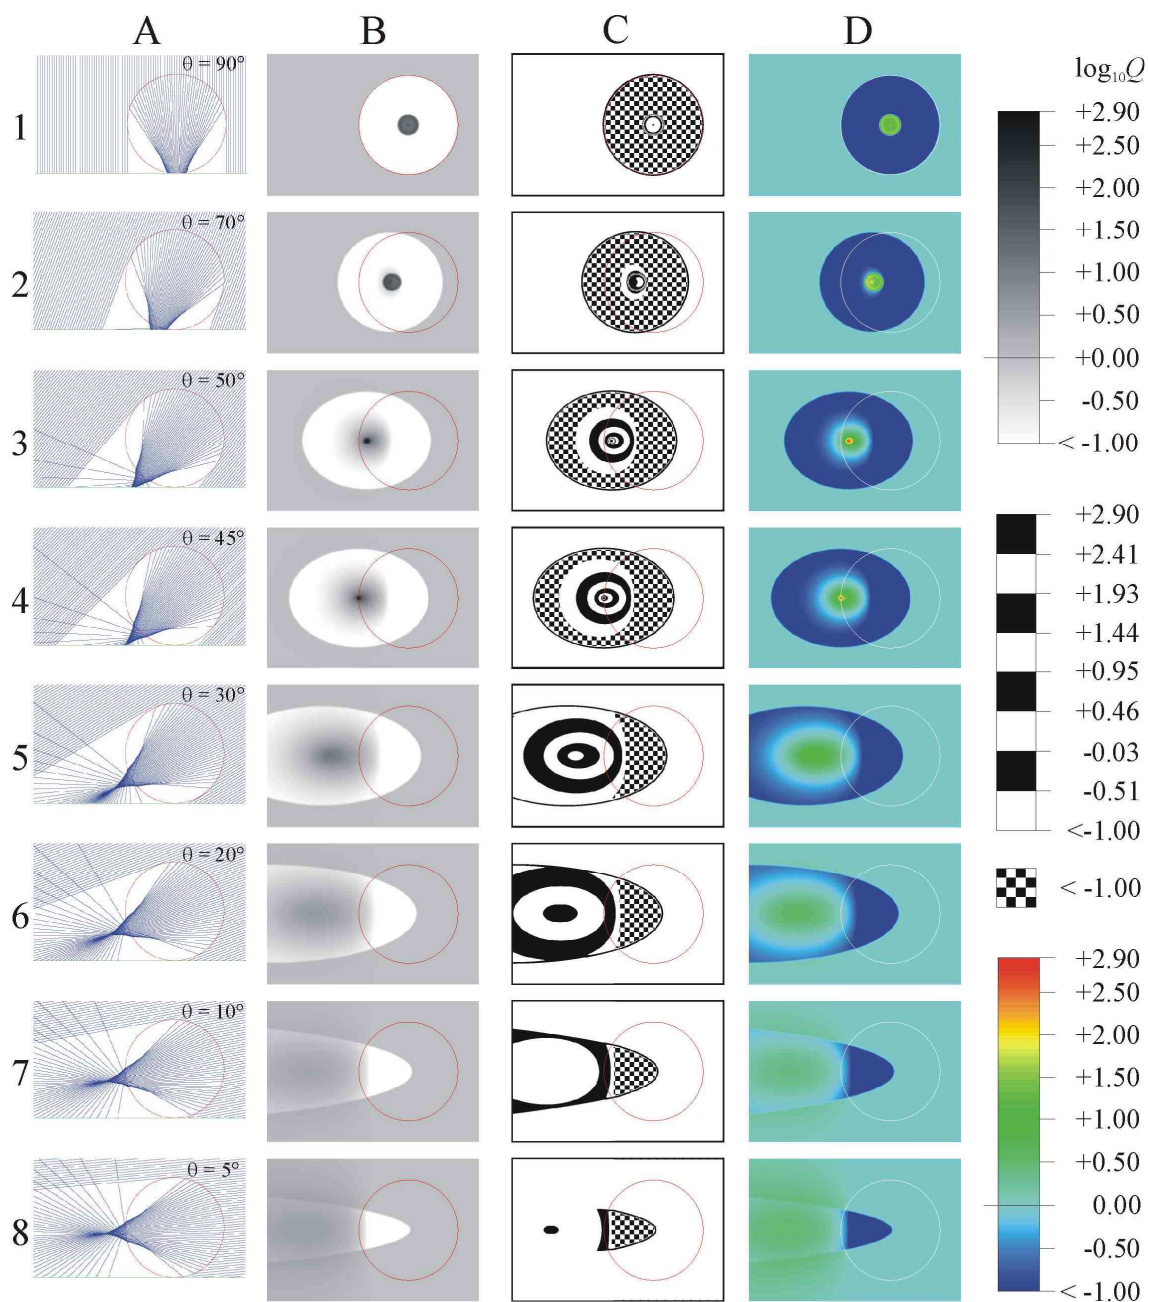 A B C D
log₁₀Q
1 θ = 90°
2 θ = 70°
3 θ = 50°
4 θ = 45°
5 θ = 30°
6 θ = 20°
7 θ = 10°
8 θ = 5°
+2.90
+2.50
+2.00
+1.50
+1.00
+0.50
+0.00
-0.50
< -1.00
+2.90
+2.41
+1.93
+1.44
+0.95
+0.46
-0.03
-0.51
<-1.00
< -1.00
+2.90
+2.50
+2.00
+1.50
+1.00
+0.50
0.00
-0.50
< -1.00